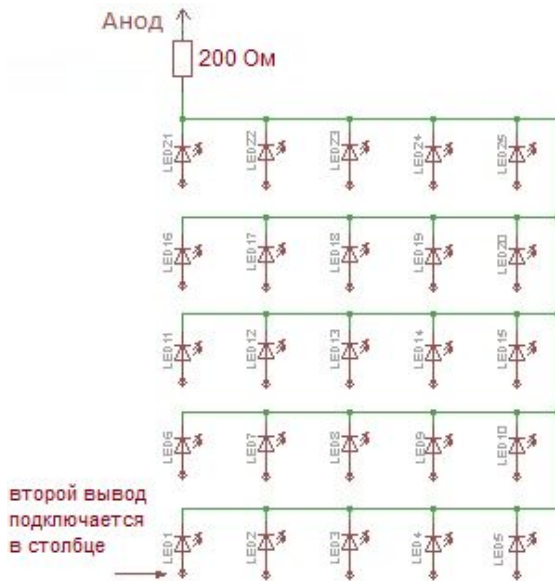 Анод
200 Ом
LED21
LED22
LED23
LED24
LED25
LED16
LED17
LED18
LED19
LED20
LED11
LED12
LED13
LED14
LED15
LED6
LED7
LED8
LED9
LED10
второй вывод
подключается
в столбце
LED1
LED2
LED3
LED4
LED5